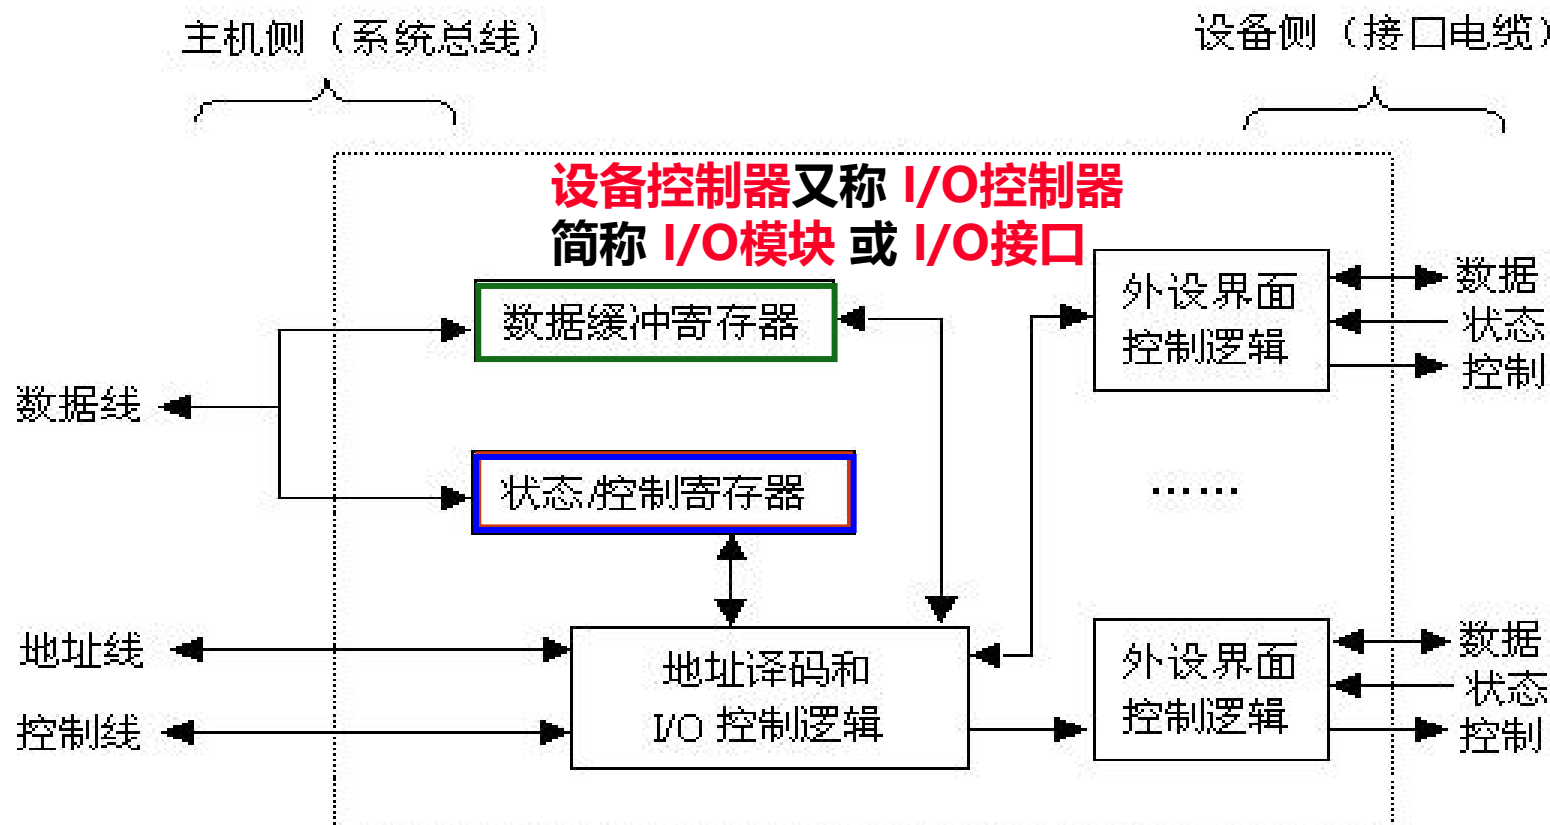 主机侧（系统总线）
设备侧（接口电缆）
设备控制器又称 I/O控制器
简称 I/O模块 或 I/O接口
数据缓冲寄存器
外设界面
控制逻辑
数据
状态
控制
数据线
状态/控制寄存器
……
地址线
控制线
地址译码和
I/O 控制逻辑
外设界面
控制逻辑
数据
状态
控制